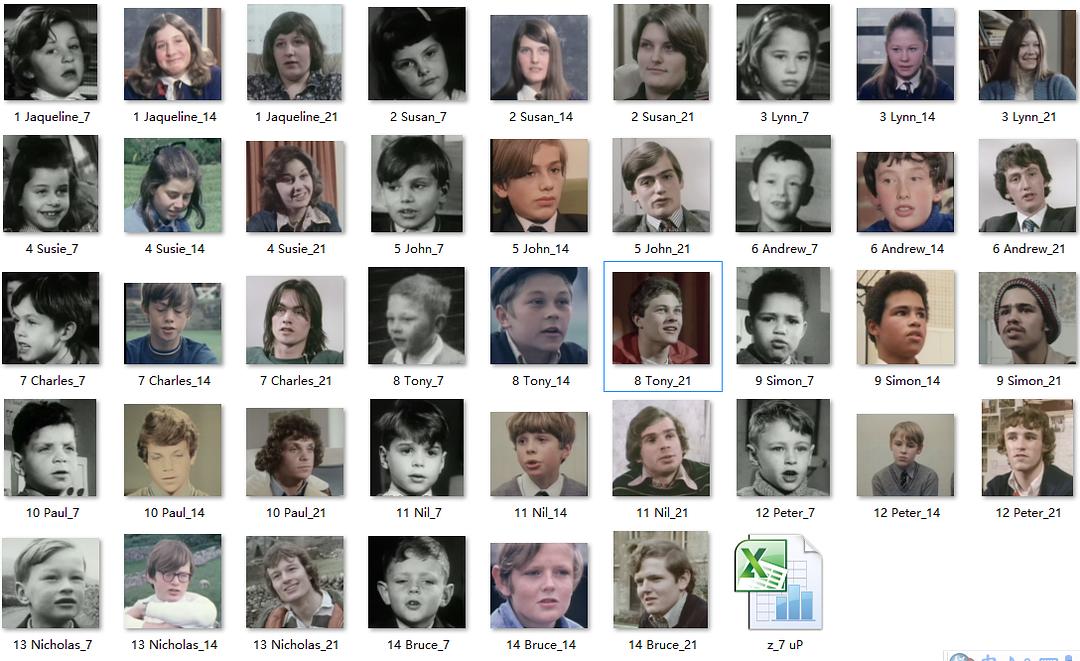 1 Jaqueline_7 1 Jaqueline_14 1 Jaqueline_21 2 Susan_7 2 Susan_14 2 Susan_21 3 Lynn_7 3 Lynn_14 3 Lynn_21
4 Susie_7 4 Susie_14 4 Susie_21 5 John_7 5 John_14 5 John_21 6 Andrew_7 6 Andrew_14 6 Andrew_21
7 Charles_7 7 Charles_14 7 Charles_21 8 Tony_7 8 Tony_14 8 Tony_21 9 Simon_7 9 Simon_14 9 Simon_21
10 Paul_7 10 Paul_14 10 Paul_21 11 Nil_7 11 Nil_14 11 Nil_21 12 Peter_7 12 Peter_14 12 Peter_21
13 Nicholas_7 13 Nicholas_14 13 Nicholas_21 14 Bruce_7 14 Bruce_14 14 Bruce_21 z_7 uP